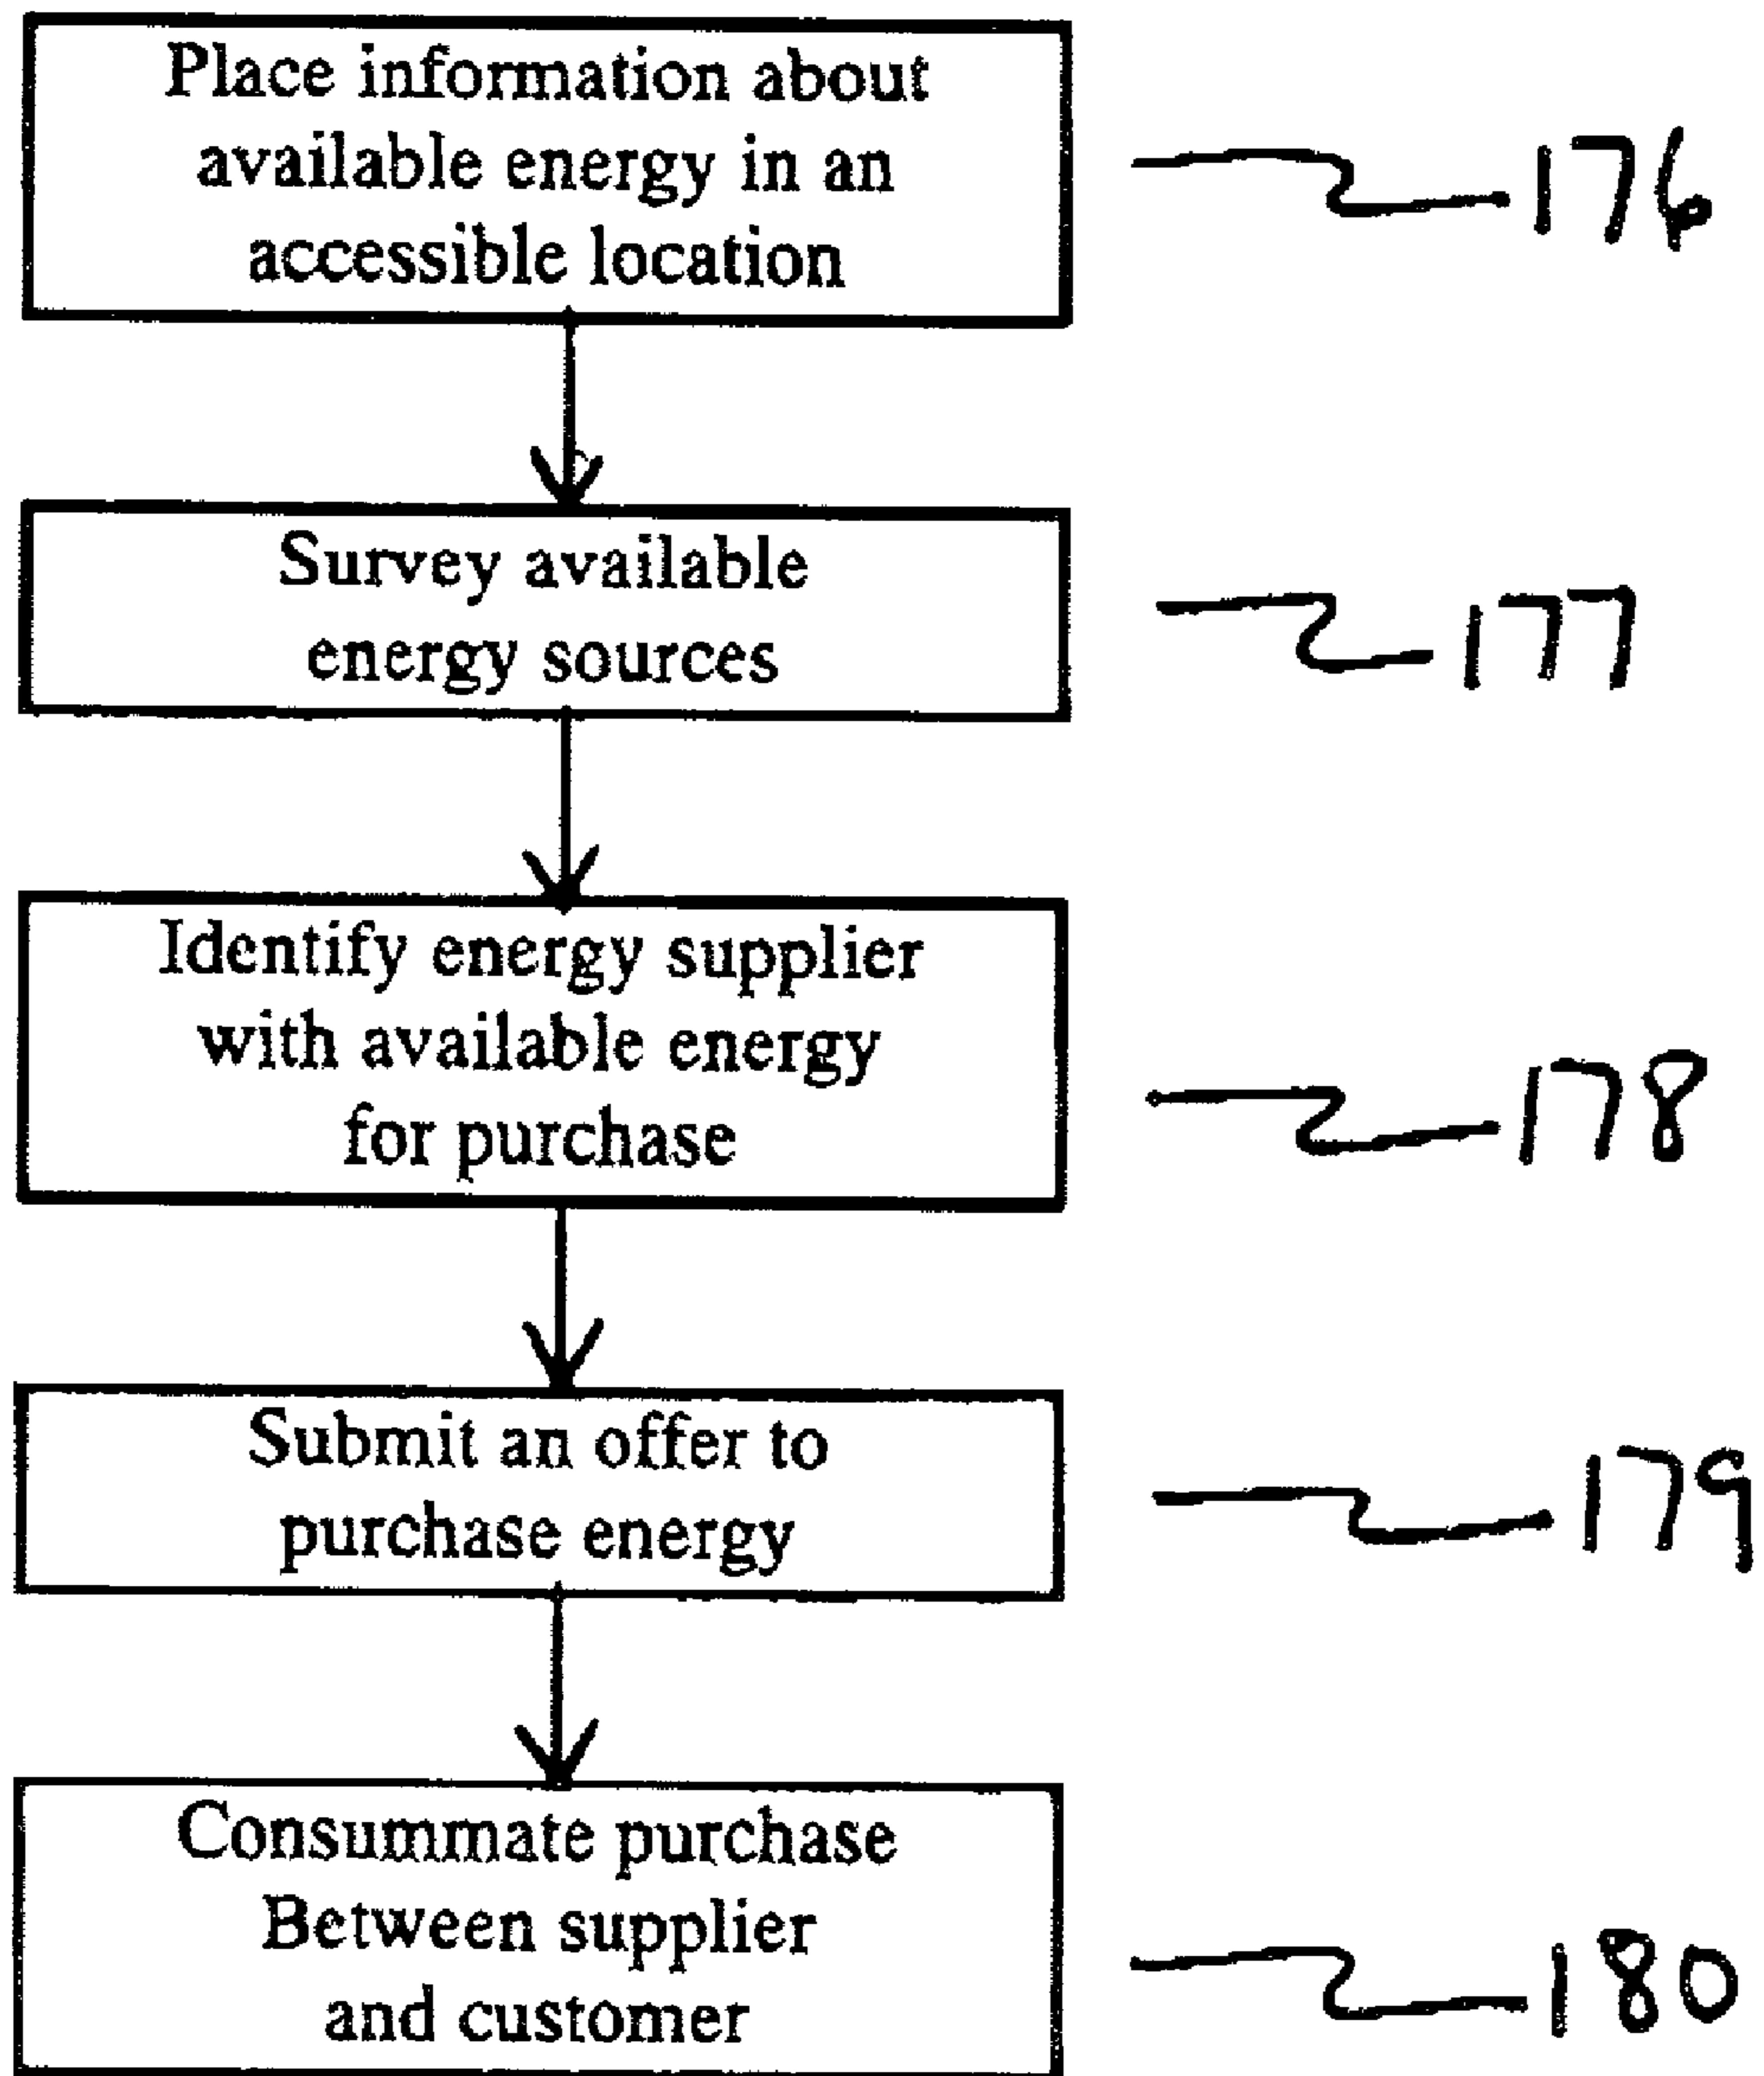 Place information about
available energy in an
accessible location
176
Survey available
energy sources
177
Identify energy supplier
with available energy
for purchase
178
Submit an offer to
purchase energy
179
Consummate purchase
Between supplier
and customer
180